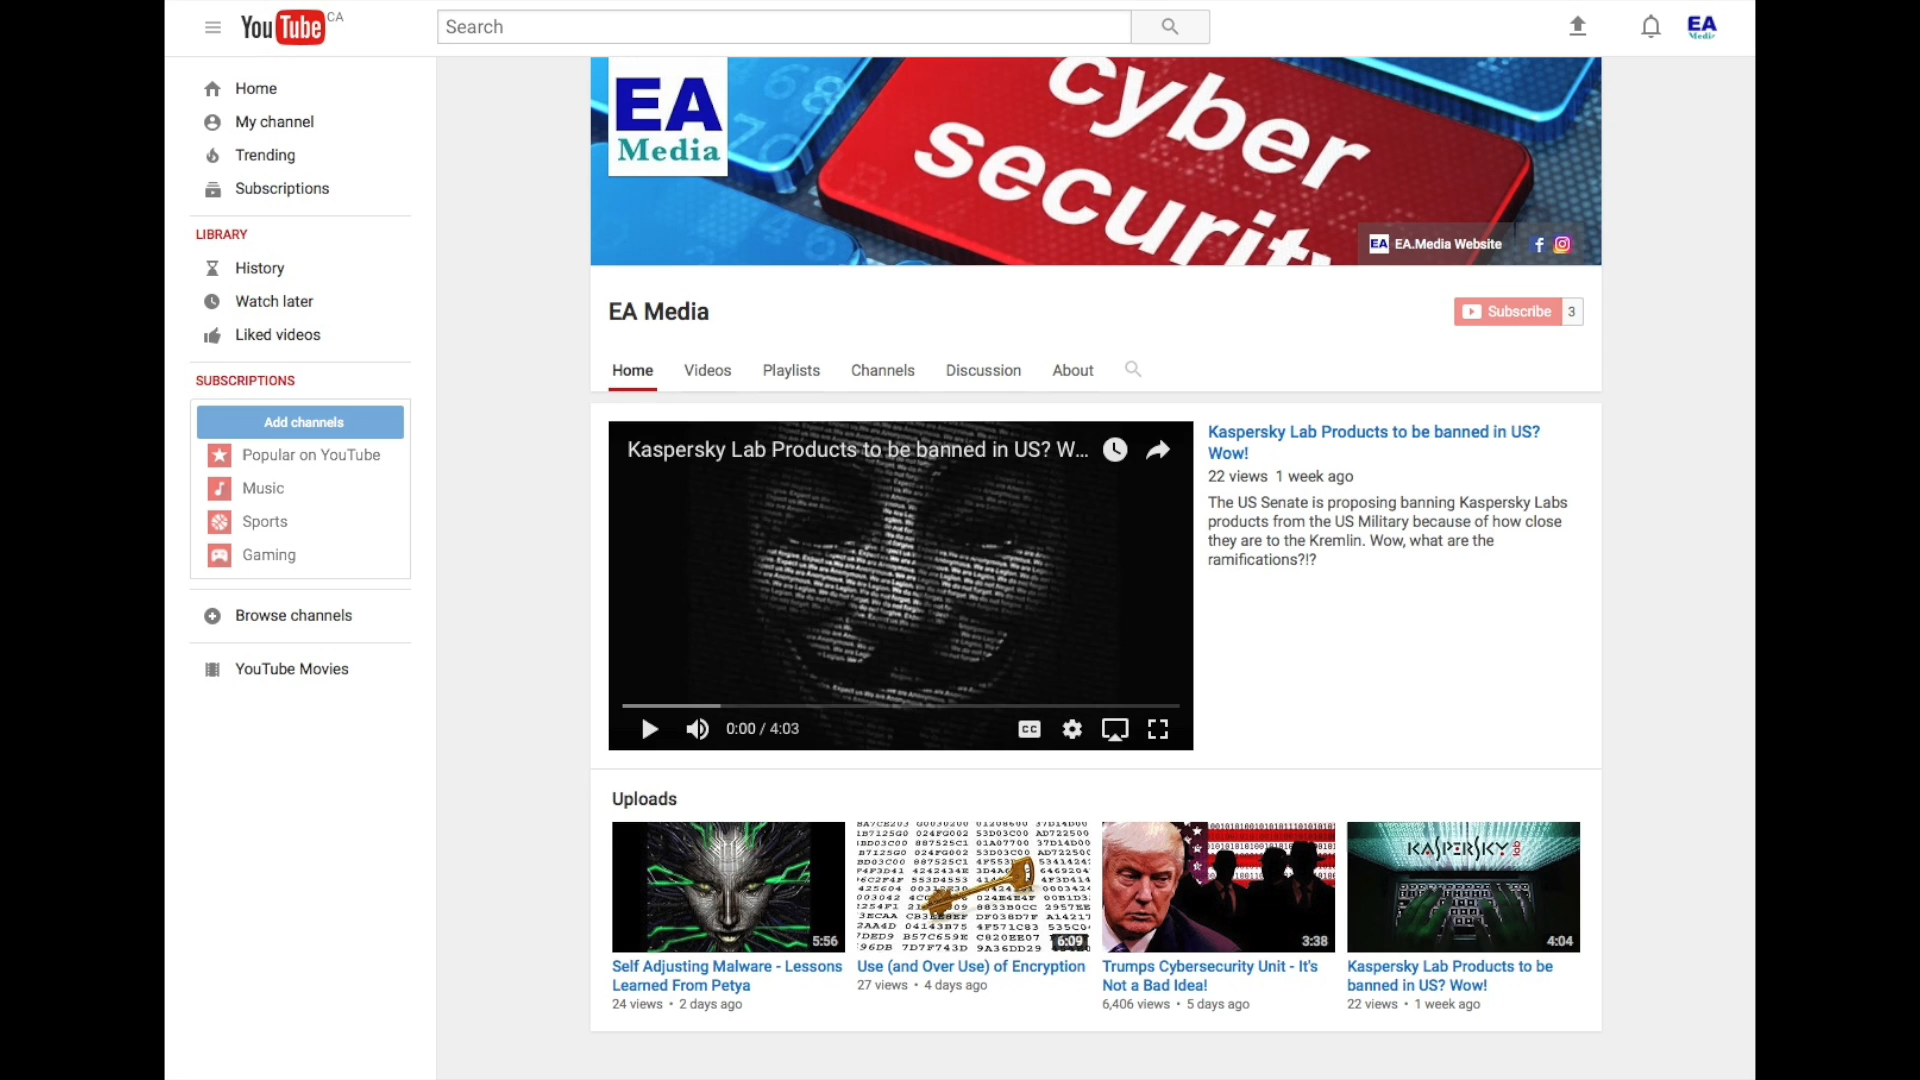 YouTube CA
Search
EA
Media
Home
My channel
Trending
Subscriptions
LIBRARY
History
Watch later
Liked videos
SUBSCRIPTIONS
Add channels
Popular on YouTube
Music
Sports
Gaming
Browse channels
YouTube Movies
EA
Media
cyber
security
EA EA.Media Website
EA Media
Subscribe 3
Home Videos Playlists Channels Discussion About
Kaspersky Lab Products to be banned in US? W...
0:00 / 4:03
CC
Kaspersky Lab Products to be banned in US?
Wow!
22 views 1 week ago
The US Senate is proposing banning Kaspersky Labs
products from the US Military because of how close
they are to the Kremlin. Wow, what are the
ramifications?!?
Uploads
5:56
Self Adjusting Malware - Lessons
Learned From Petya
24 views • 2 days ago
6:09
Use (and Over Use) of Encryption
27 views • 4 days ago
3:38
Trumps Cybersecurity Unit - It's
Not a Bad Idea!
6,406 views • 5 days ago
KASPERSKY lab
4:04
Kaspersky Lab Products to be
banned in US? Wow!
22 views • 1 week ago